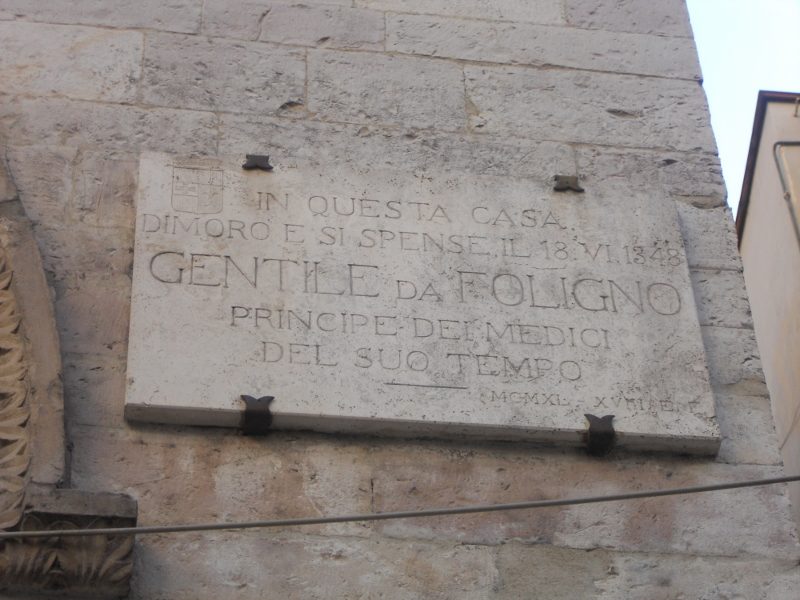 IN QUESTA CASA
DIMORO E SI SPENSE IL 18.VI.1348
GENTILE DA FOLIGNO
PRINCIPE DEI MEDICI
DEL SUO TEMPO
MCMXL - XVIII E.F.